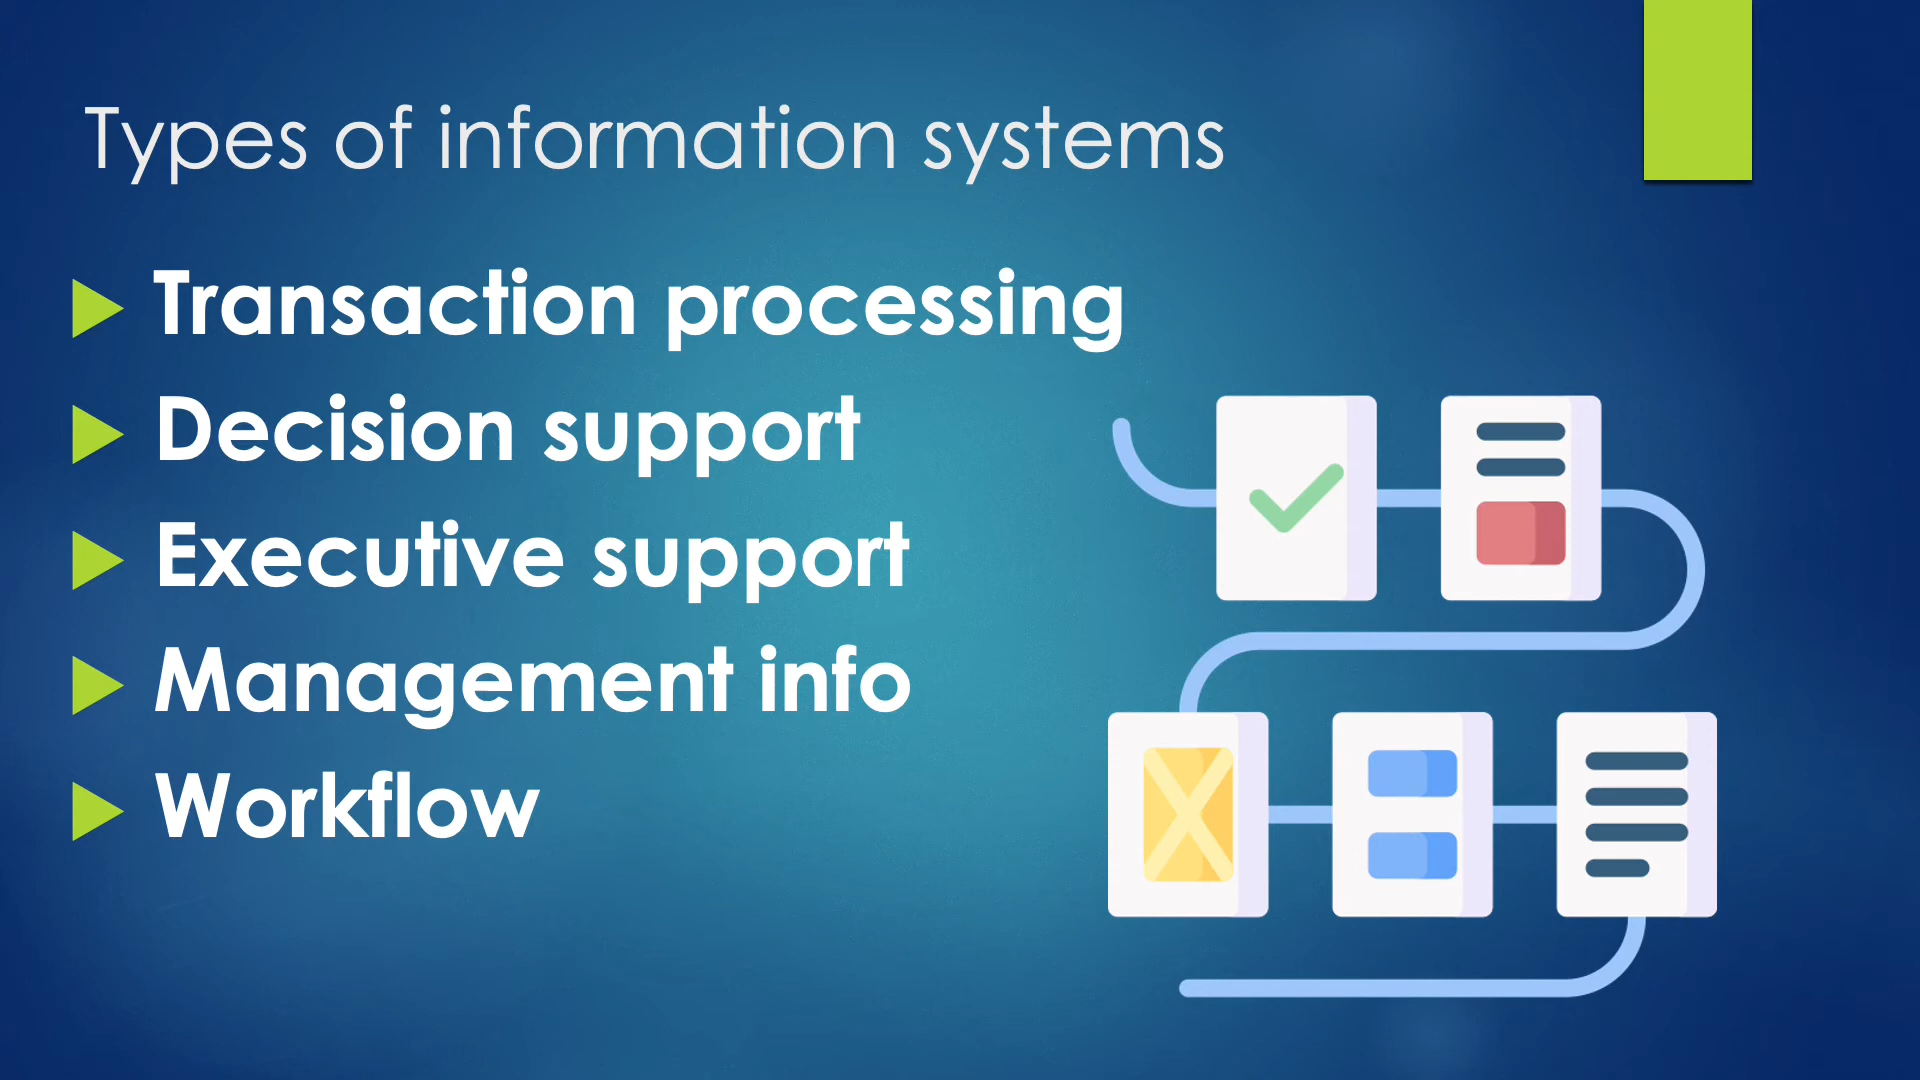 Types of information systems
Transaction processing
Decision support
Executive support
Management info
Workflow